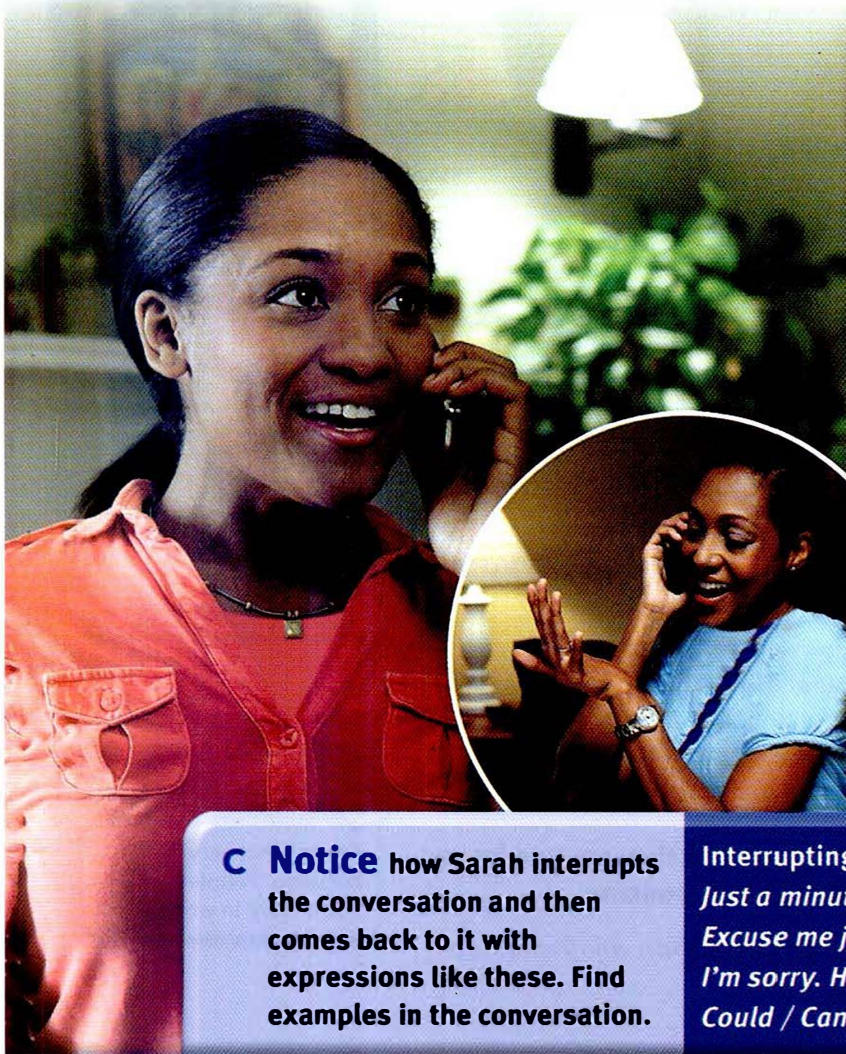 C Notice how Sarah interrupts
the conversation and then
comes back to it with
expressions like these. Find
examples in the conversation.
Interrupting
Just a minut
Excuse me j
I'm sorry. H
Could / Can